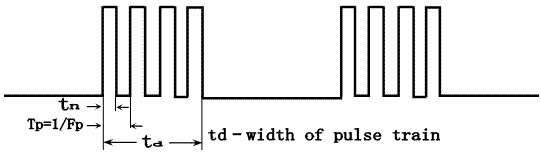 tn
Tp=1/Fp
td
td-width of pulse train